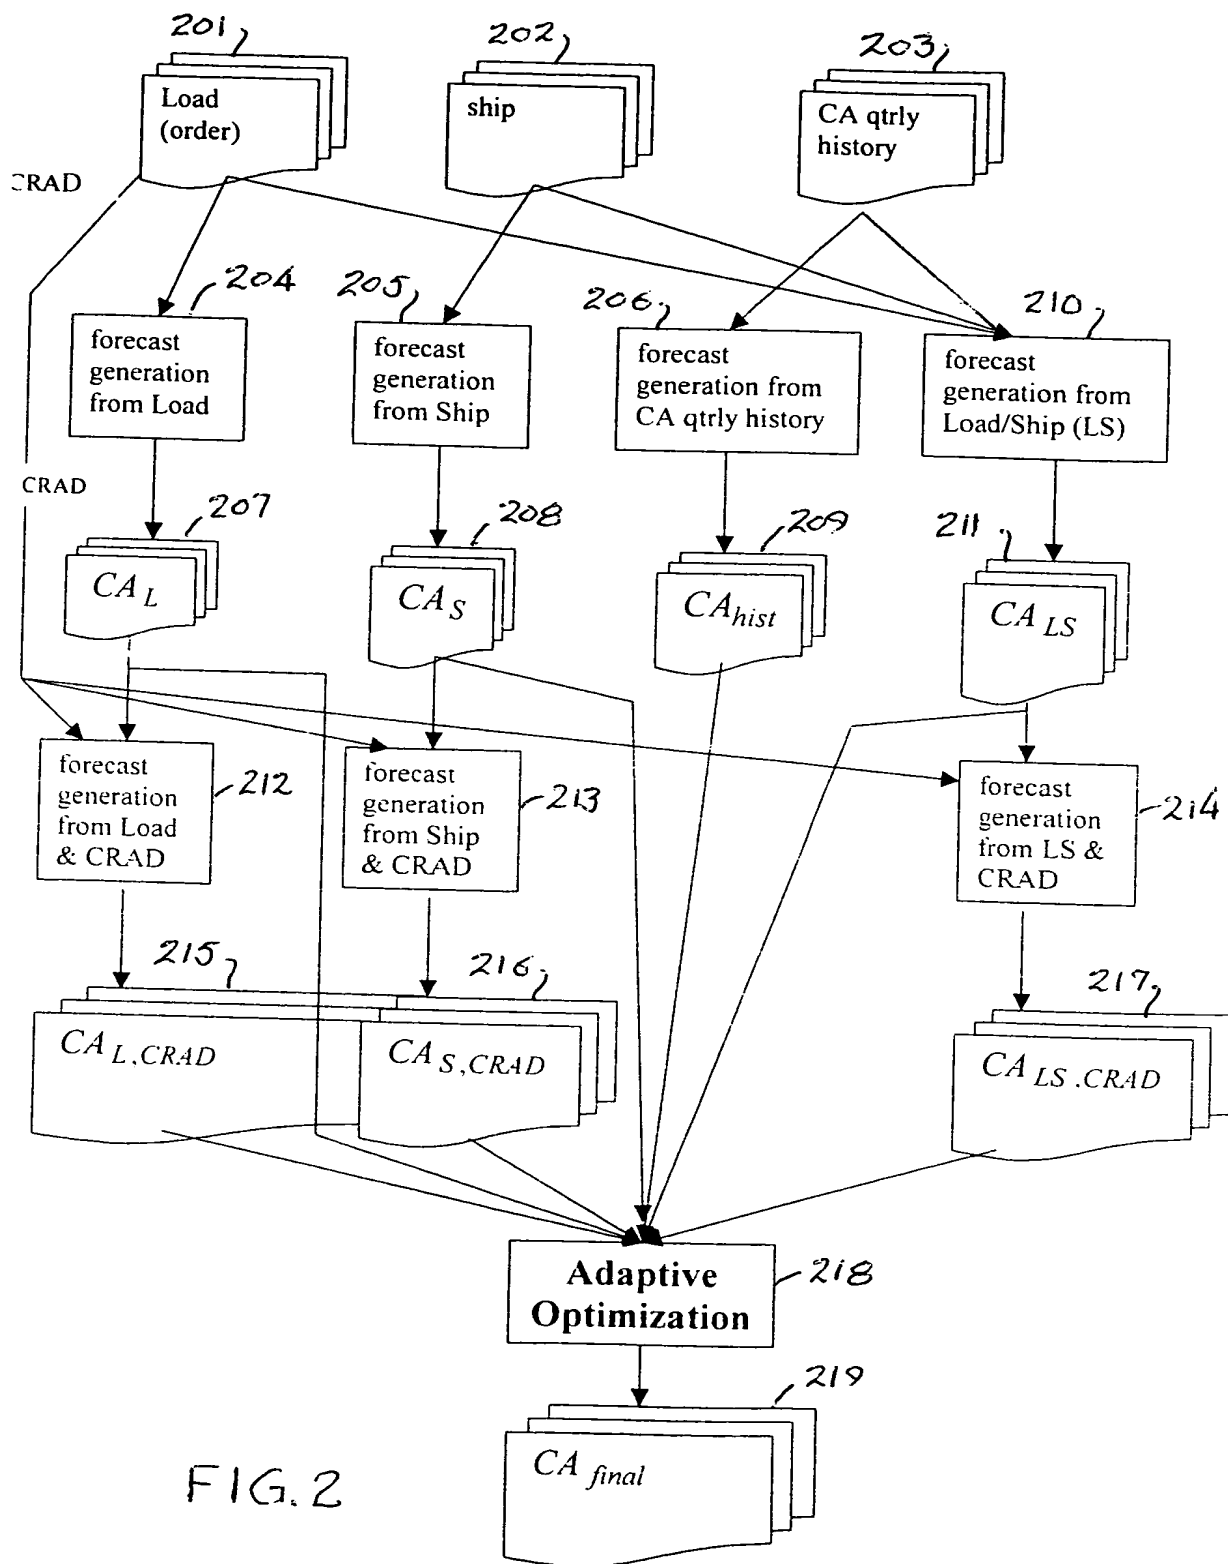 201 202 203
Load
(order)
ship
CA qtrly
history
CRAD
204 205 206 210
forecast
generation
from Load
forecast
generation
from Ship
forecast
generation from
CA qtrly history
forecast
generation from
Load/Ship (LS)
CRAD
207 208 209 211
CA L
CA S
CA hist
CA LS
forecast
generation
from Load
& CRAD
212
forecast
generation
from Ship
& CRAD
213
forecast
generation
from LS &
CRAD
214
215 216 217
CA L,CRAD
CA S,CRAD
CA LS,CRAD
Adaptive
Optimization
218
219
CA final
FIG. 2